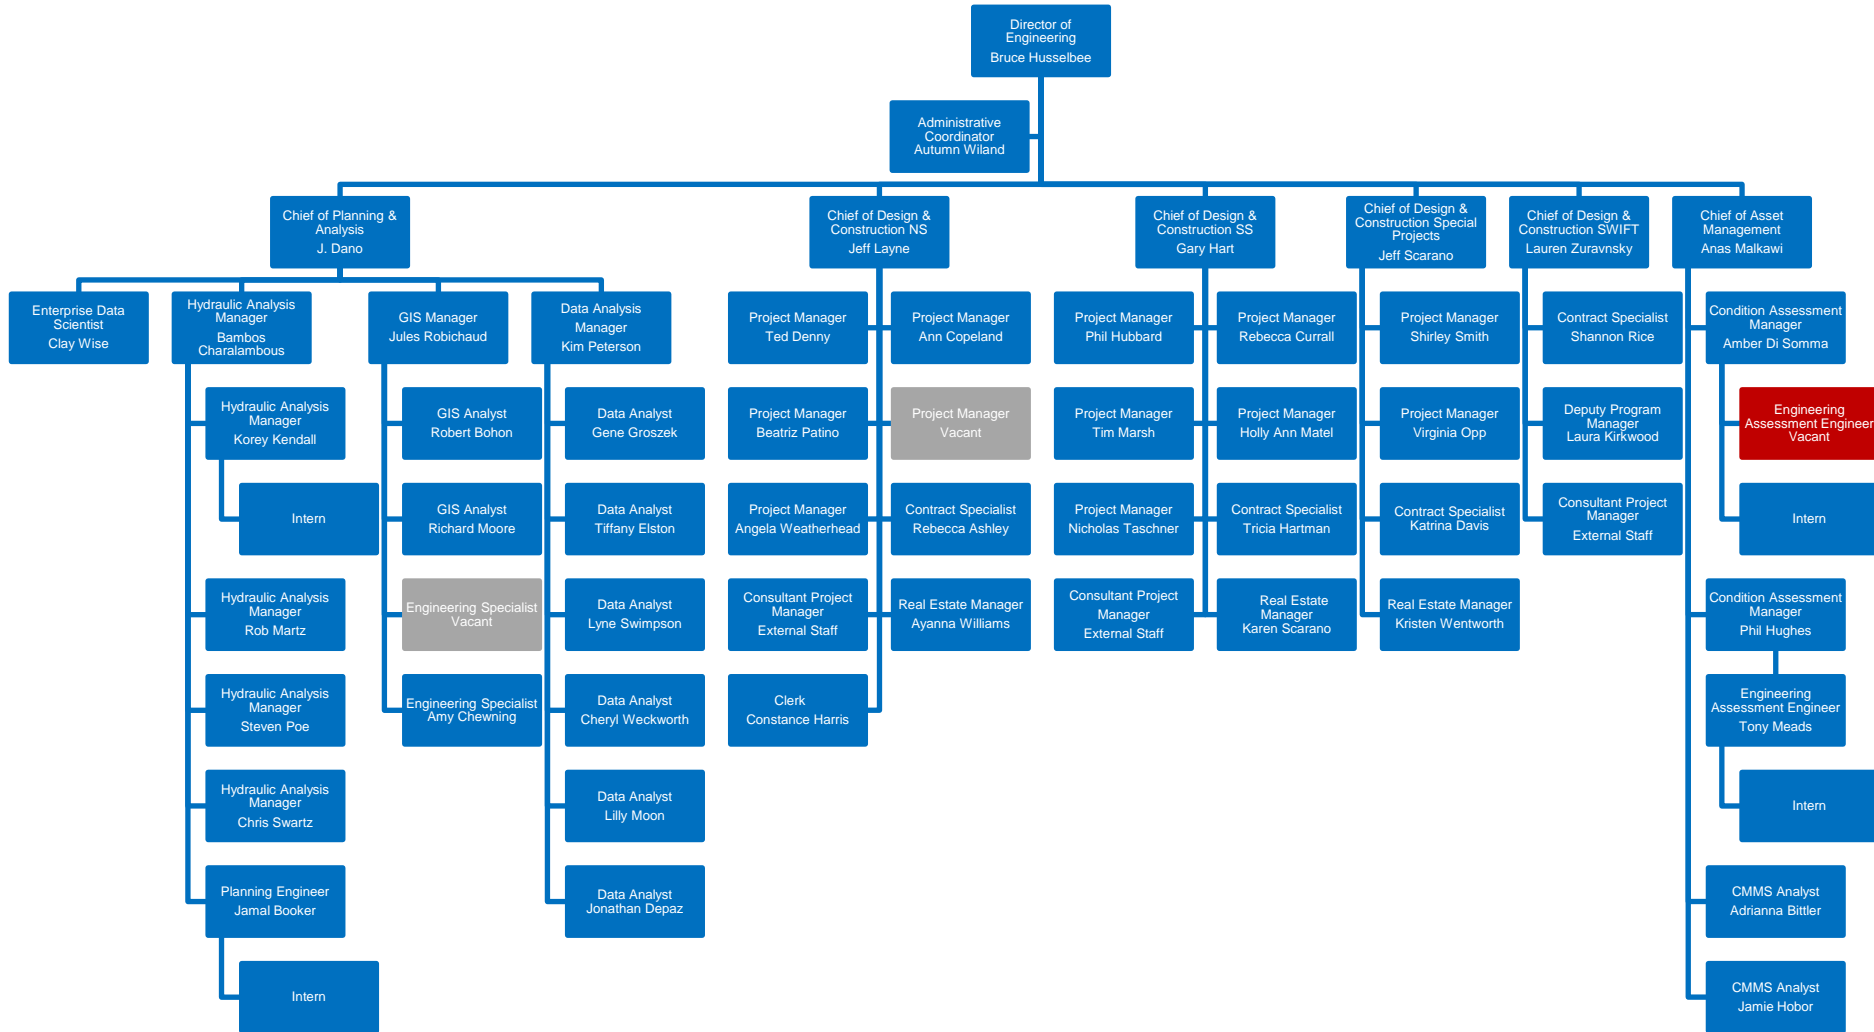 Director of
Engineering
Bruce Husselbee
Administrative
Coordinator
Autumn Wiland
Chief of Planning &
Analysis
J. Dano
Chief of Design &
Construction NS
Jeff Layne
Chief of Design &
Construction SS
Gary Hart
Chief of Design &
Construction Special
Projects
Jeff Scarano
Chief of Design &
Construction SWIFT
Lauren Zuravnsky
Chief of Asset
Management
Anas Malkawi
Enterprise Data
Scientist
Clay Wise
Hydraulic Analysis
Manager
Bambos
Charalambous
GIS Manager
Jules Robichaud
Data Analysis
Manager
Kim Peterson
Project Manager
Ted Denny
Project Manager
Ann Copeland
Project Manager
Phil Hubbard
Project Manager
Rebecca Currall
Project Manager
Shirley Smith
Contract Specialist
Shannon Rice
Condition Assessment
Manager
Amber Di Somma
Hydraulic Analysis
Manager
Korey Kendall
GIS Analyst
Robert Bohon
Data Analyst
Gene Groszek
Project Manager
Beatriz Patino
Project Manager
Vacant
Project Manager
Tim Marsh
Project Manager
Holly Ann Matel
Project Manager
Virginia Opp
Deputy Program
Manager
Laura Kirkwood
Engineering
Assessment Engineer
Vacant
Intern
GIS Analyst
Richard Moore
Data Analyst
Tiffany Elston
Project Manager
Angela Weatherhead
Contract Specialist
Rebecca Ashley
Project Manager
Nicholas Taschner
Contract Specialist
Tricia Hartman
Contract Specialist
Katrina Davis
Consultant Project
Manager
External Staff
Intern
Hydraulic Analysis
Manager
Rob Martz
Engineering Specialist
Vacant
Data Analyst
Lyne Swimpson
Consultant Project
Manager
External Staff
Real Estate Manager
Ayanna Williams
Consultant Project
Manager
External Staff
Real Estate
Manager
Karen Scarano
Real Estate Manager
Kristen Wentworth
Condition Assessment
Manager
Phil Hughes
Hydraulic Analysis
Manager
Steven Poe
Engineering Specialist
Amy Chewning
Data Analyst
Cheryl Weckworth
Clerk
Constance Harris
Engineering
Assessment Engineer
Tony Meads
Hydraulic Analysis
Manager
Chris Swartz
Data Analyst
Lilly Moon
Intern
Planning Engineer
Jamal Booker
Data Analyst
Jonathan Depaz
CMMS Analyst
Adrianna Bittler
Intern
CMMS Analyst
Jamie Hobor